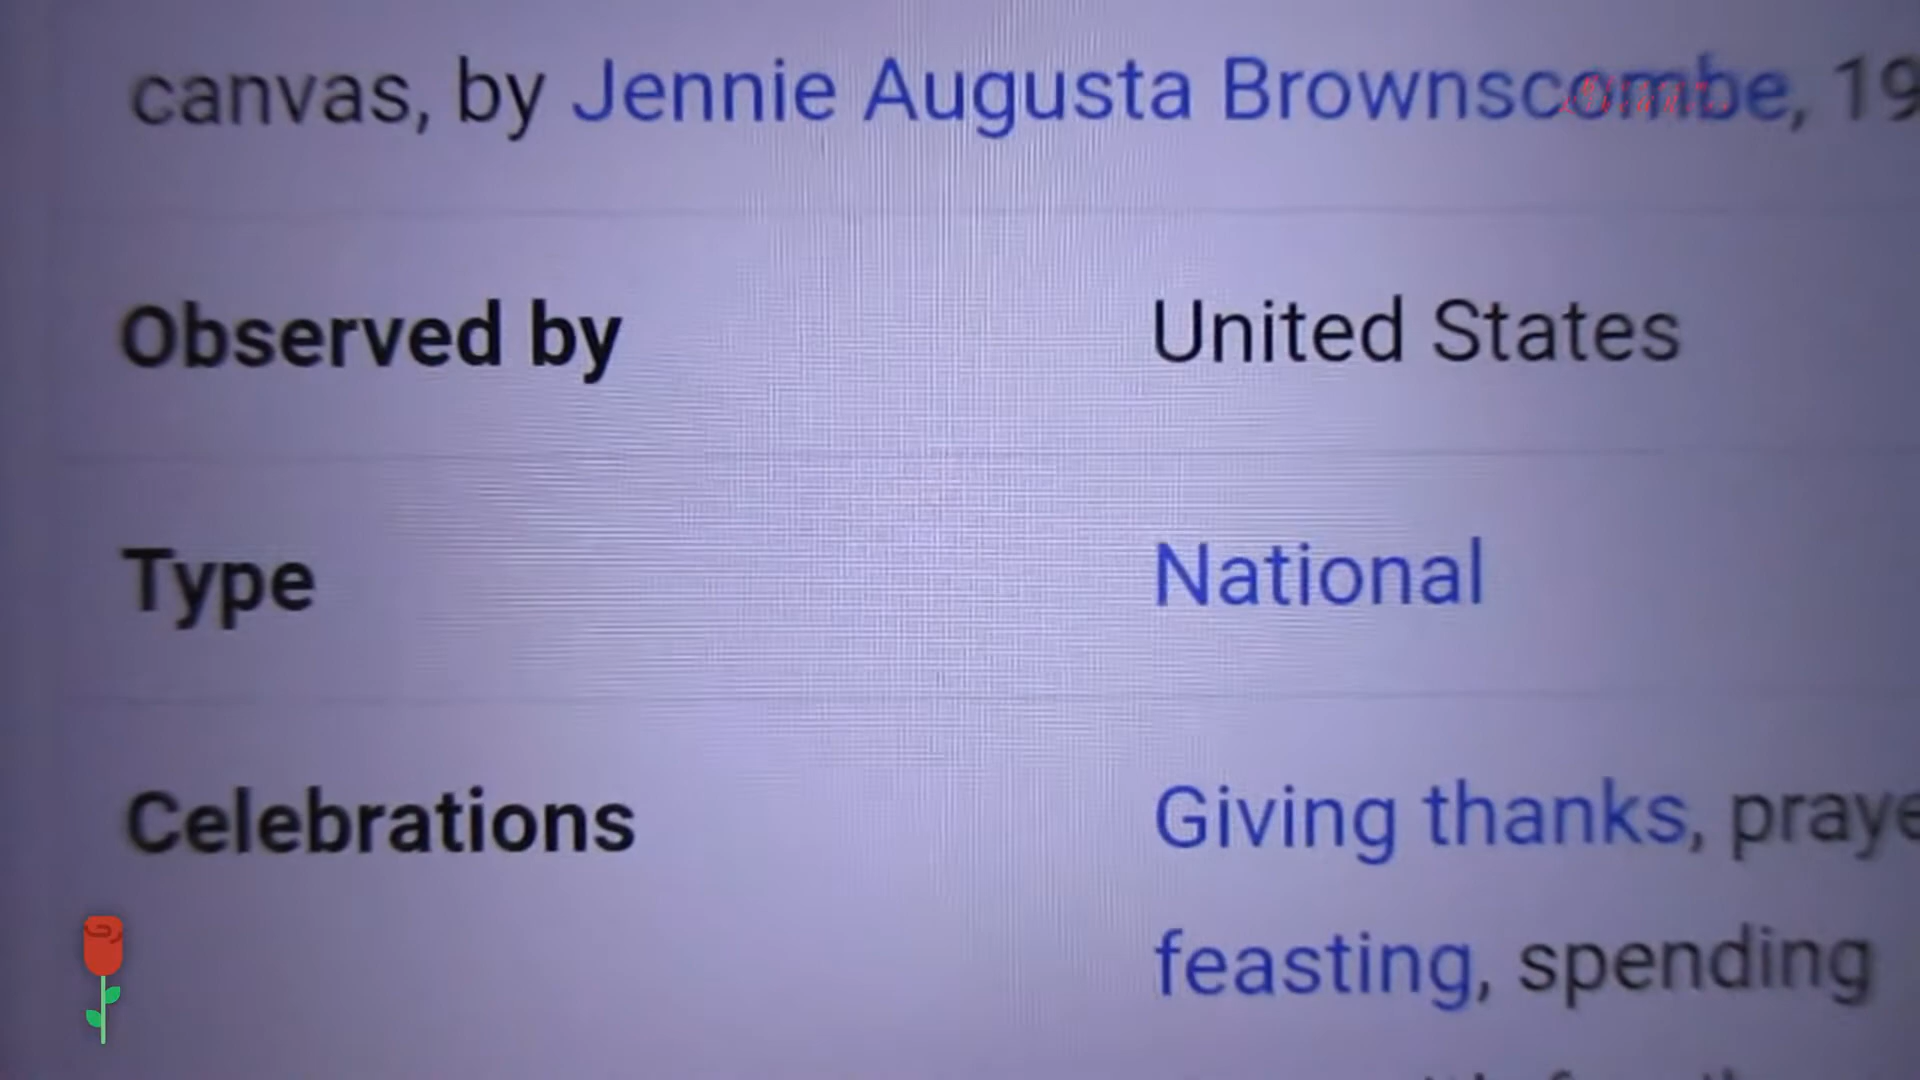 canvas, by Jennie Augusta Brownscombe, 19
Observed by United States
Type National
Celebrations Giving thanks, praye
feasting, spending